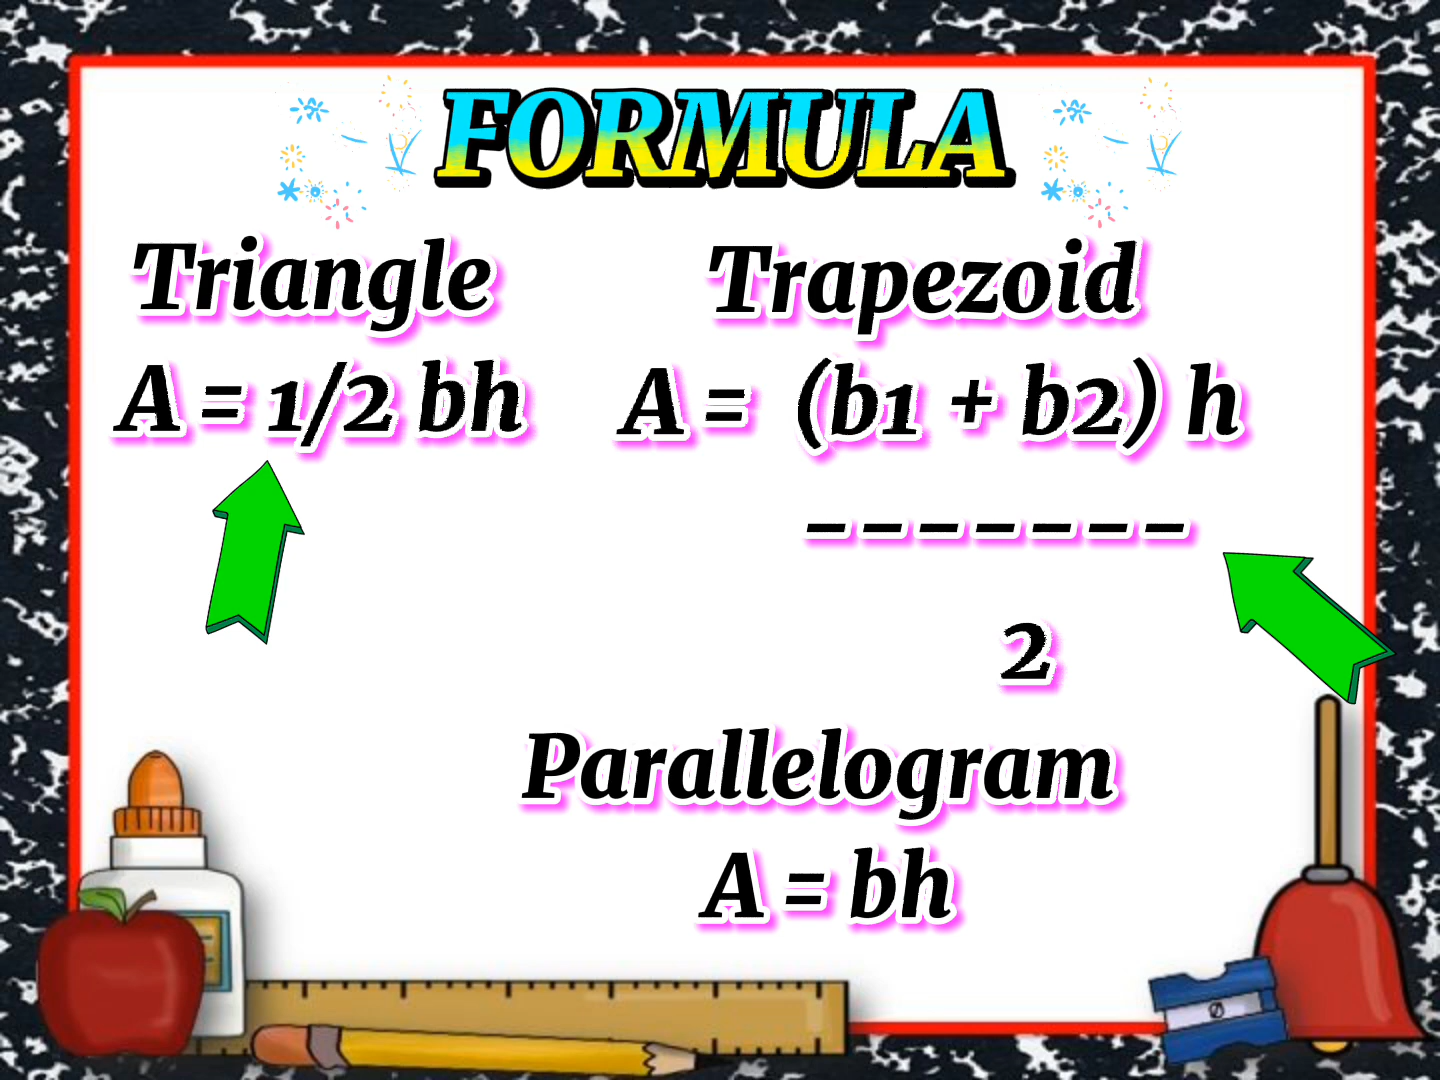 FORMULA
Triangle
A = 1/2 bh
Trapezoid
A = (b1 + b2) h
-------
2
Parallelogram
A = bh